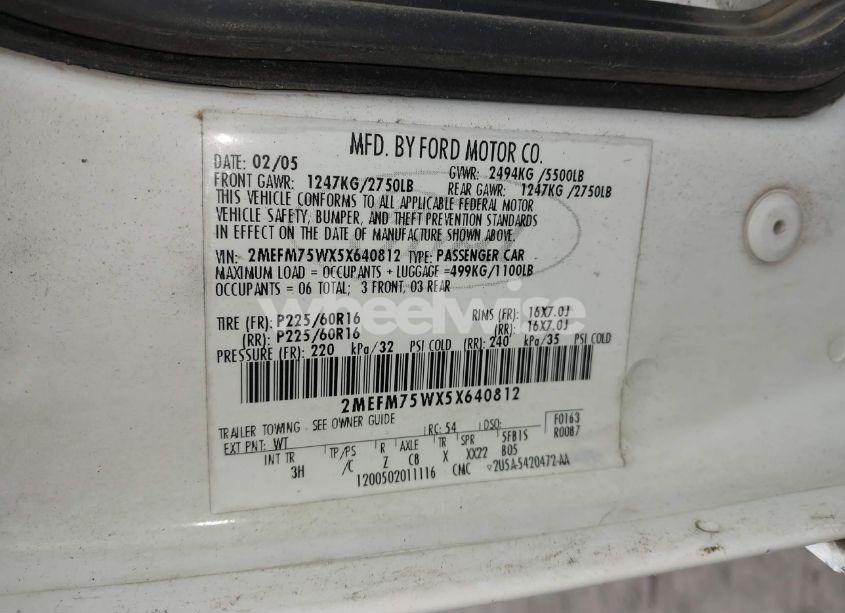 MFD. BY FORD MOTOR CO.
DATE: 02/05 GVWR: 2494KG /5500LB
FRONT GAWR: 1247KG/2750LB REAR GAWR: 1247KG /2750LB
THIS VEHICLE CONFORMS TO ALL APPLICABLE FEDERAL MOTOR
VEHICLE SAFETY, BUMPER, AND THEFT PREVENTION STANDARDS
IN EFFECT ON THE DATE OF MANUFACTURE SHOWN ABOVE.
VIN: 2MEFM75WX5X640812 TYPE: PASSENGER CAR
MAXIMUM LOAD = OCCUPANTS + LUGGAGE =499KG/1100LB
OCCUPANTS = 06 TOTAL; 3 FRONT, 03 REAR
wheelwise
TIRE (FR): P225/60R16 RIMS (FR): 16X7.0J
(RR): P225/60R16 (RR): 16X7.0J
PRESSURE (FR): 220 kPa/32 PSI COLD (RR): 240 kPa/35 PSI COLD
2MEFM75WX5X640812
TRAILER TOWING - SEE OWNER GUIDE RC: 54 DSO: F0163
EXT PNT: WT R0087
INT TR TP/PS R AXLE TR SPR 5FB15
3H /C Z CB X XX22 B05
1200502011116 CMC 2U5A-5420472-AA